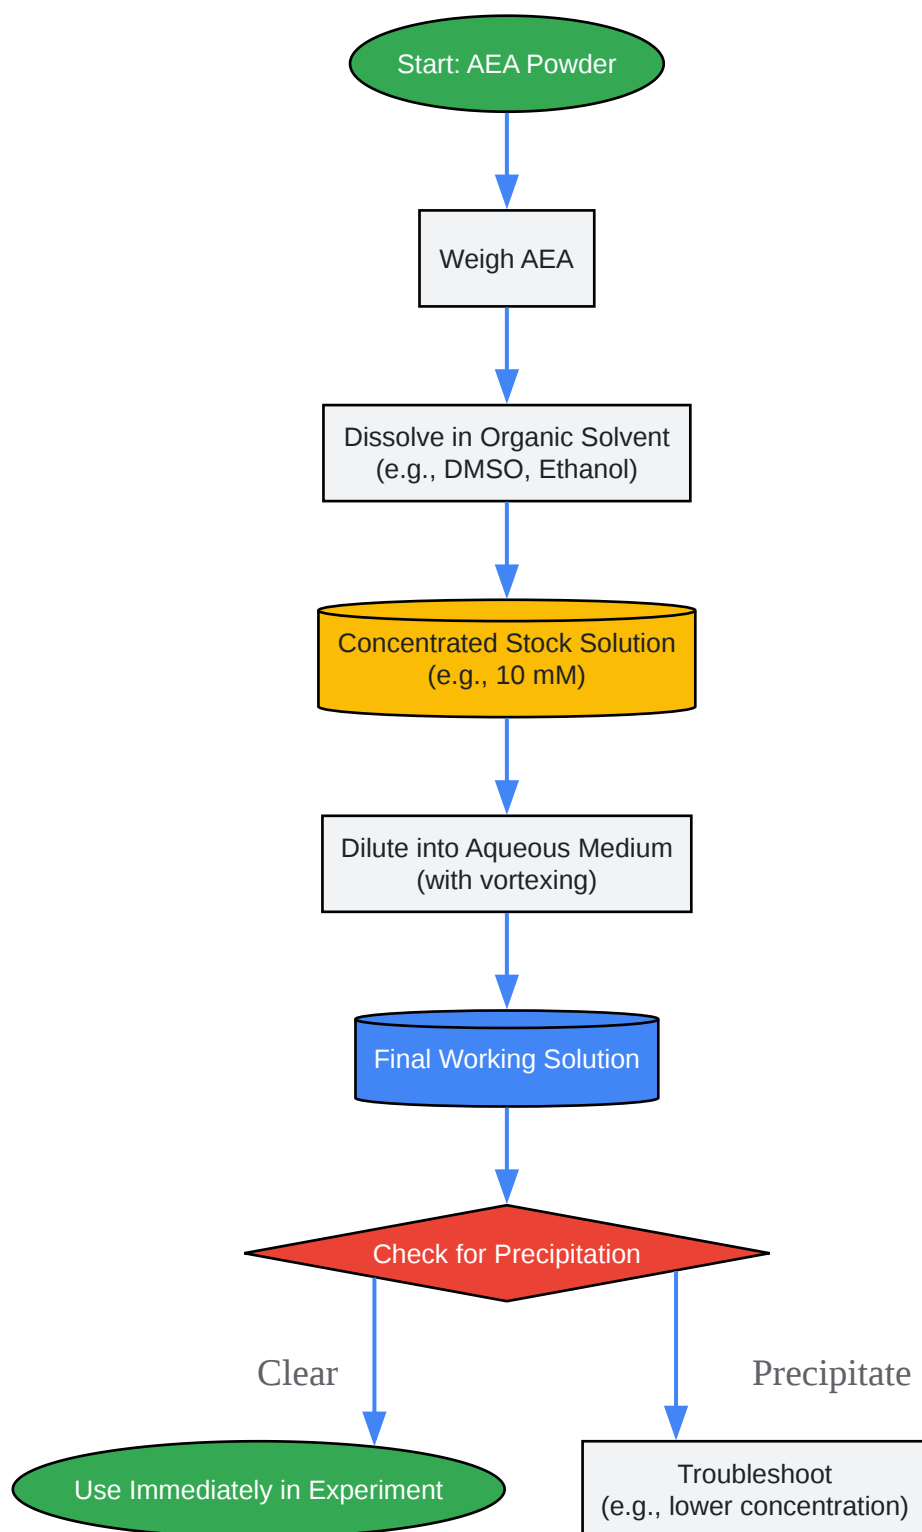 Start: AEA Powder
Weigh AEA
Dissolve in Organic Solvent
(e.g., DMSO, Ethanol)
Concentrated Stock Solution
(e.g., 10 mM)
Dilute into Aqueous Medium
(with vortexing)
Final Working Solution
Check for Precipitation
Clear
Precipitate
Use Immediately in Experiment
Troubleshoot
(e.g., lower concentration)